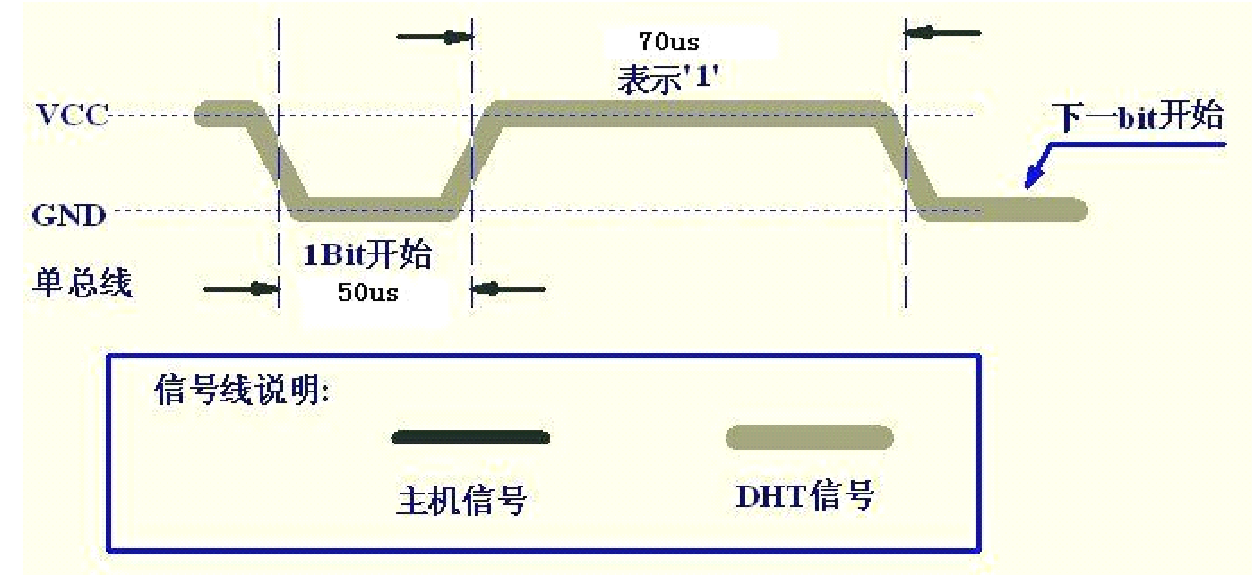 70us
表示'1'
VCC
下一bit开始
GND
1Bit开始
单总线
50us
信号线说明:
主机信号
DHT信号